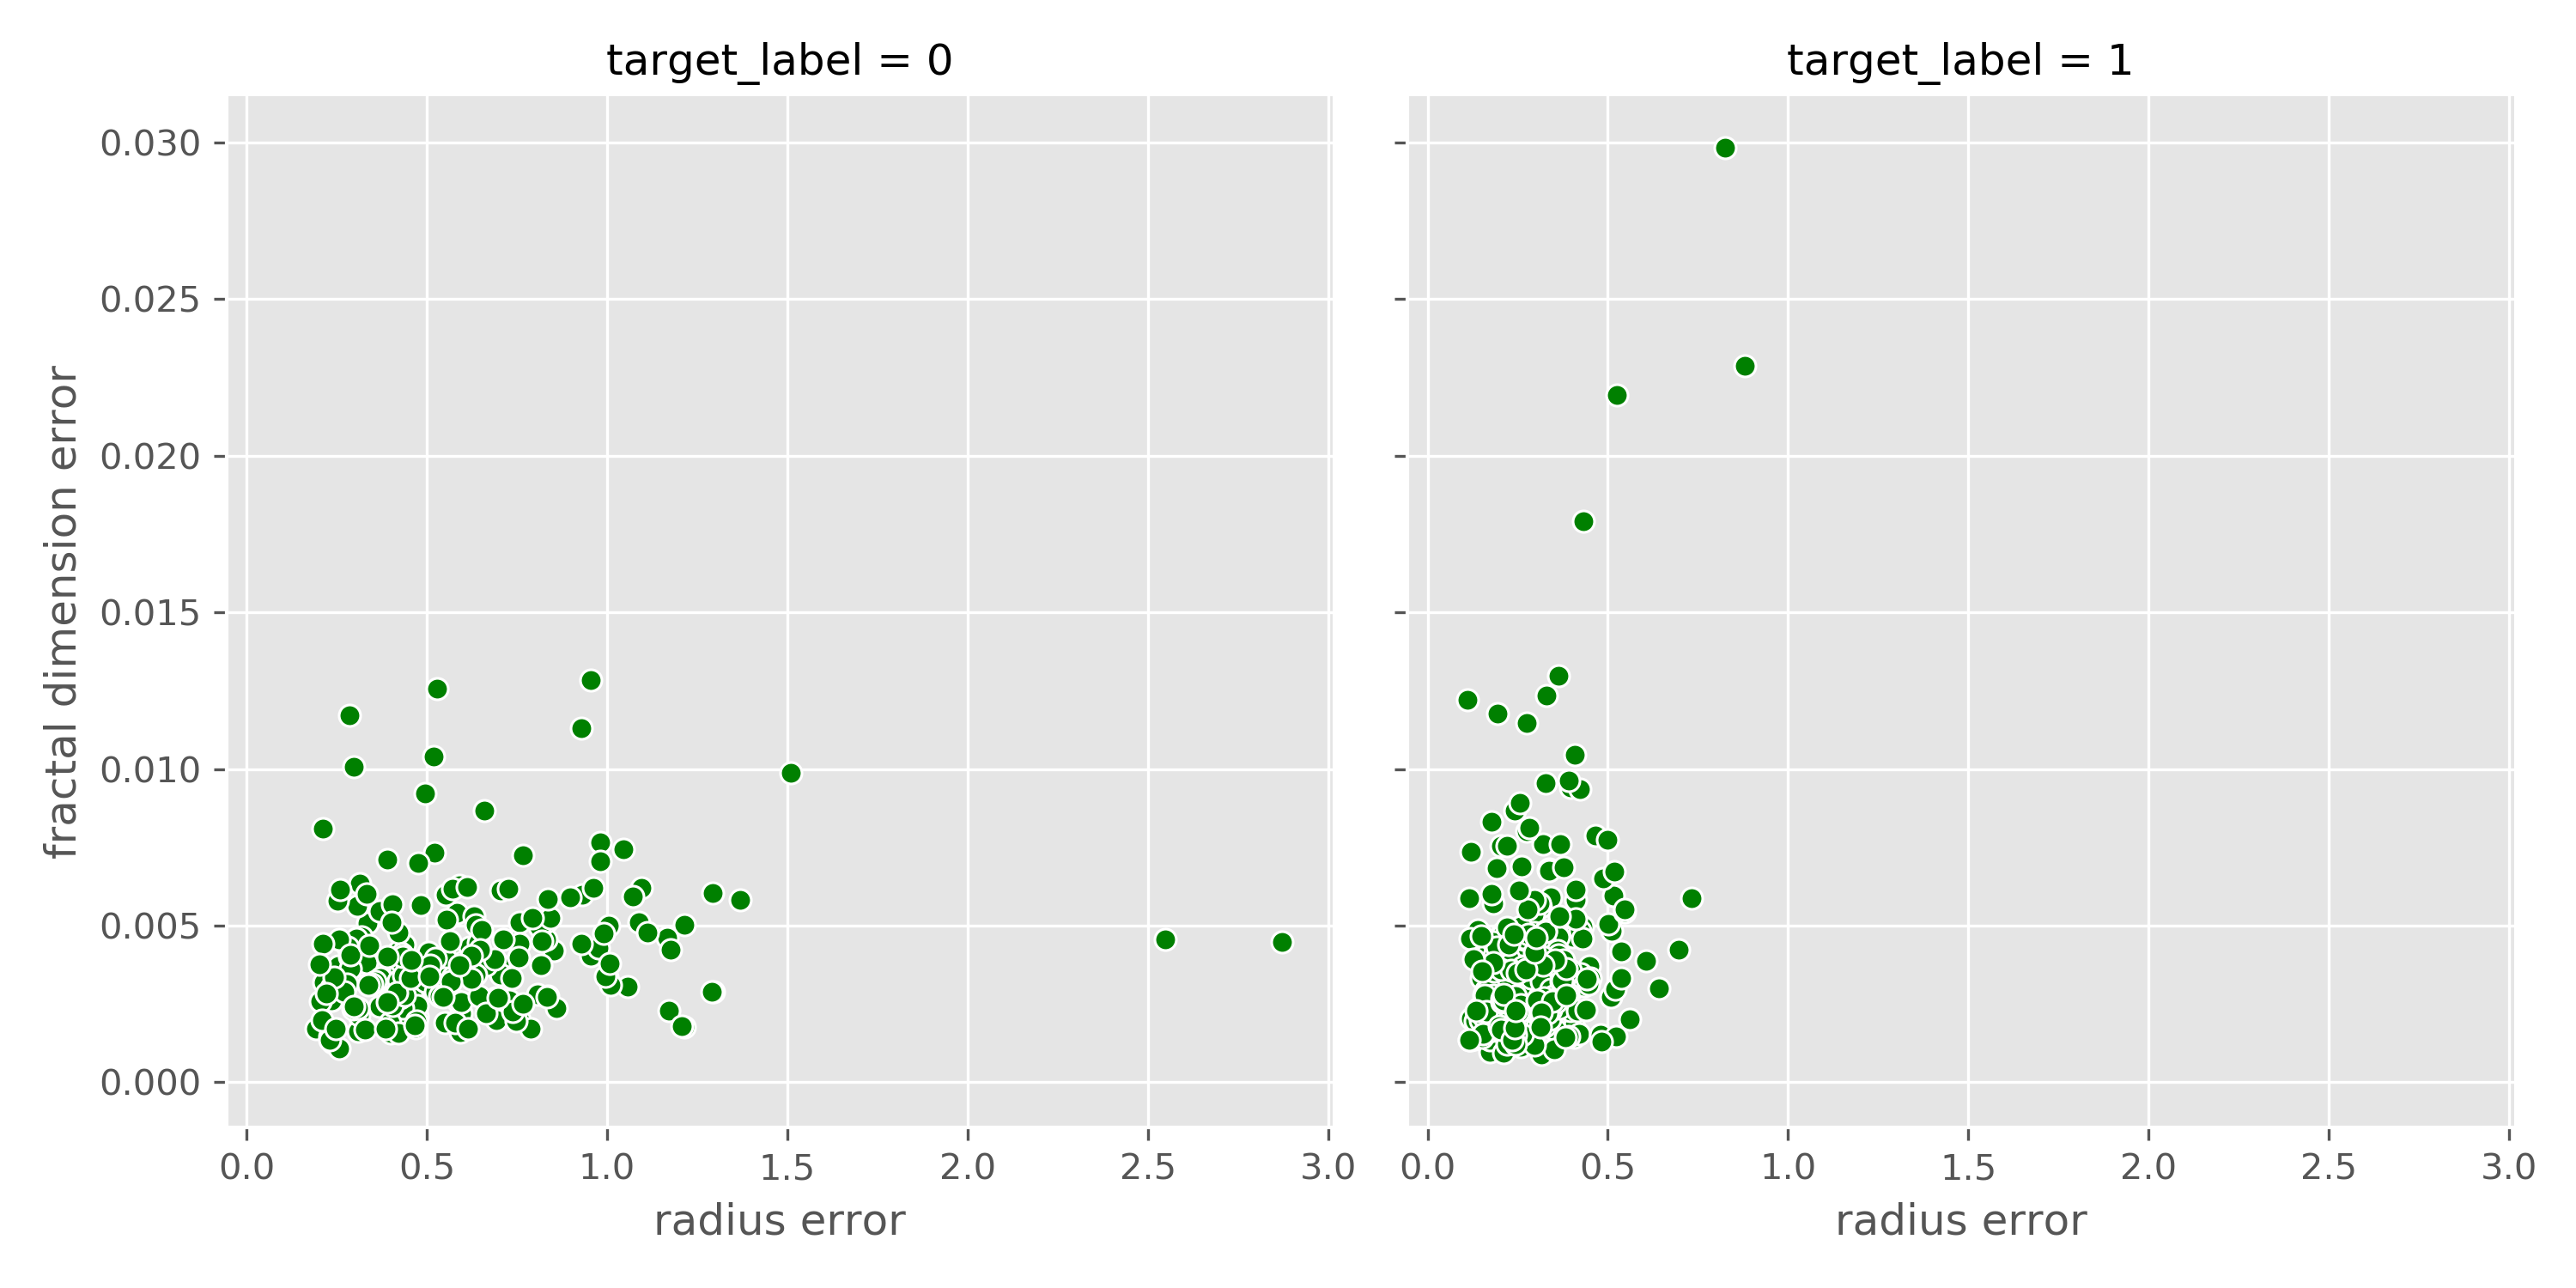 target_label = 0
target_label = 1
fractal dimension error
0.030
0.025
0.020
0.015
0.010
0.005
0.000
0.0 0.5 1.0 1.5 2.0 2.5 3.0
0.0 0.5 1.0 1.5 2.0 2.5 3.0
radius error
radius error